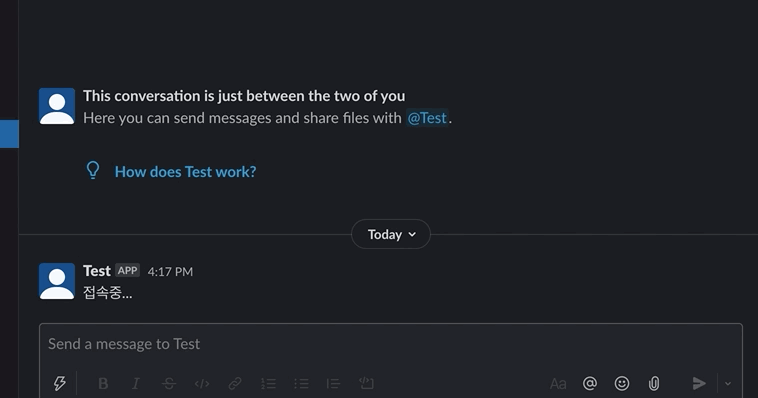 This conversation is just between the two of you
Here you can send messages and share files with @Test.
How does Test work?
Today
Test APP 4:17 PM
접속중...
Send a message to Test
B I S </> Aa @